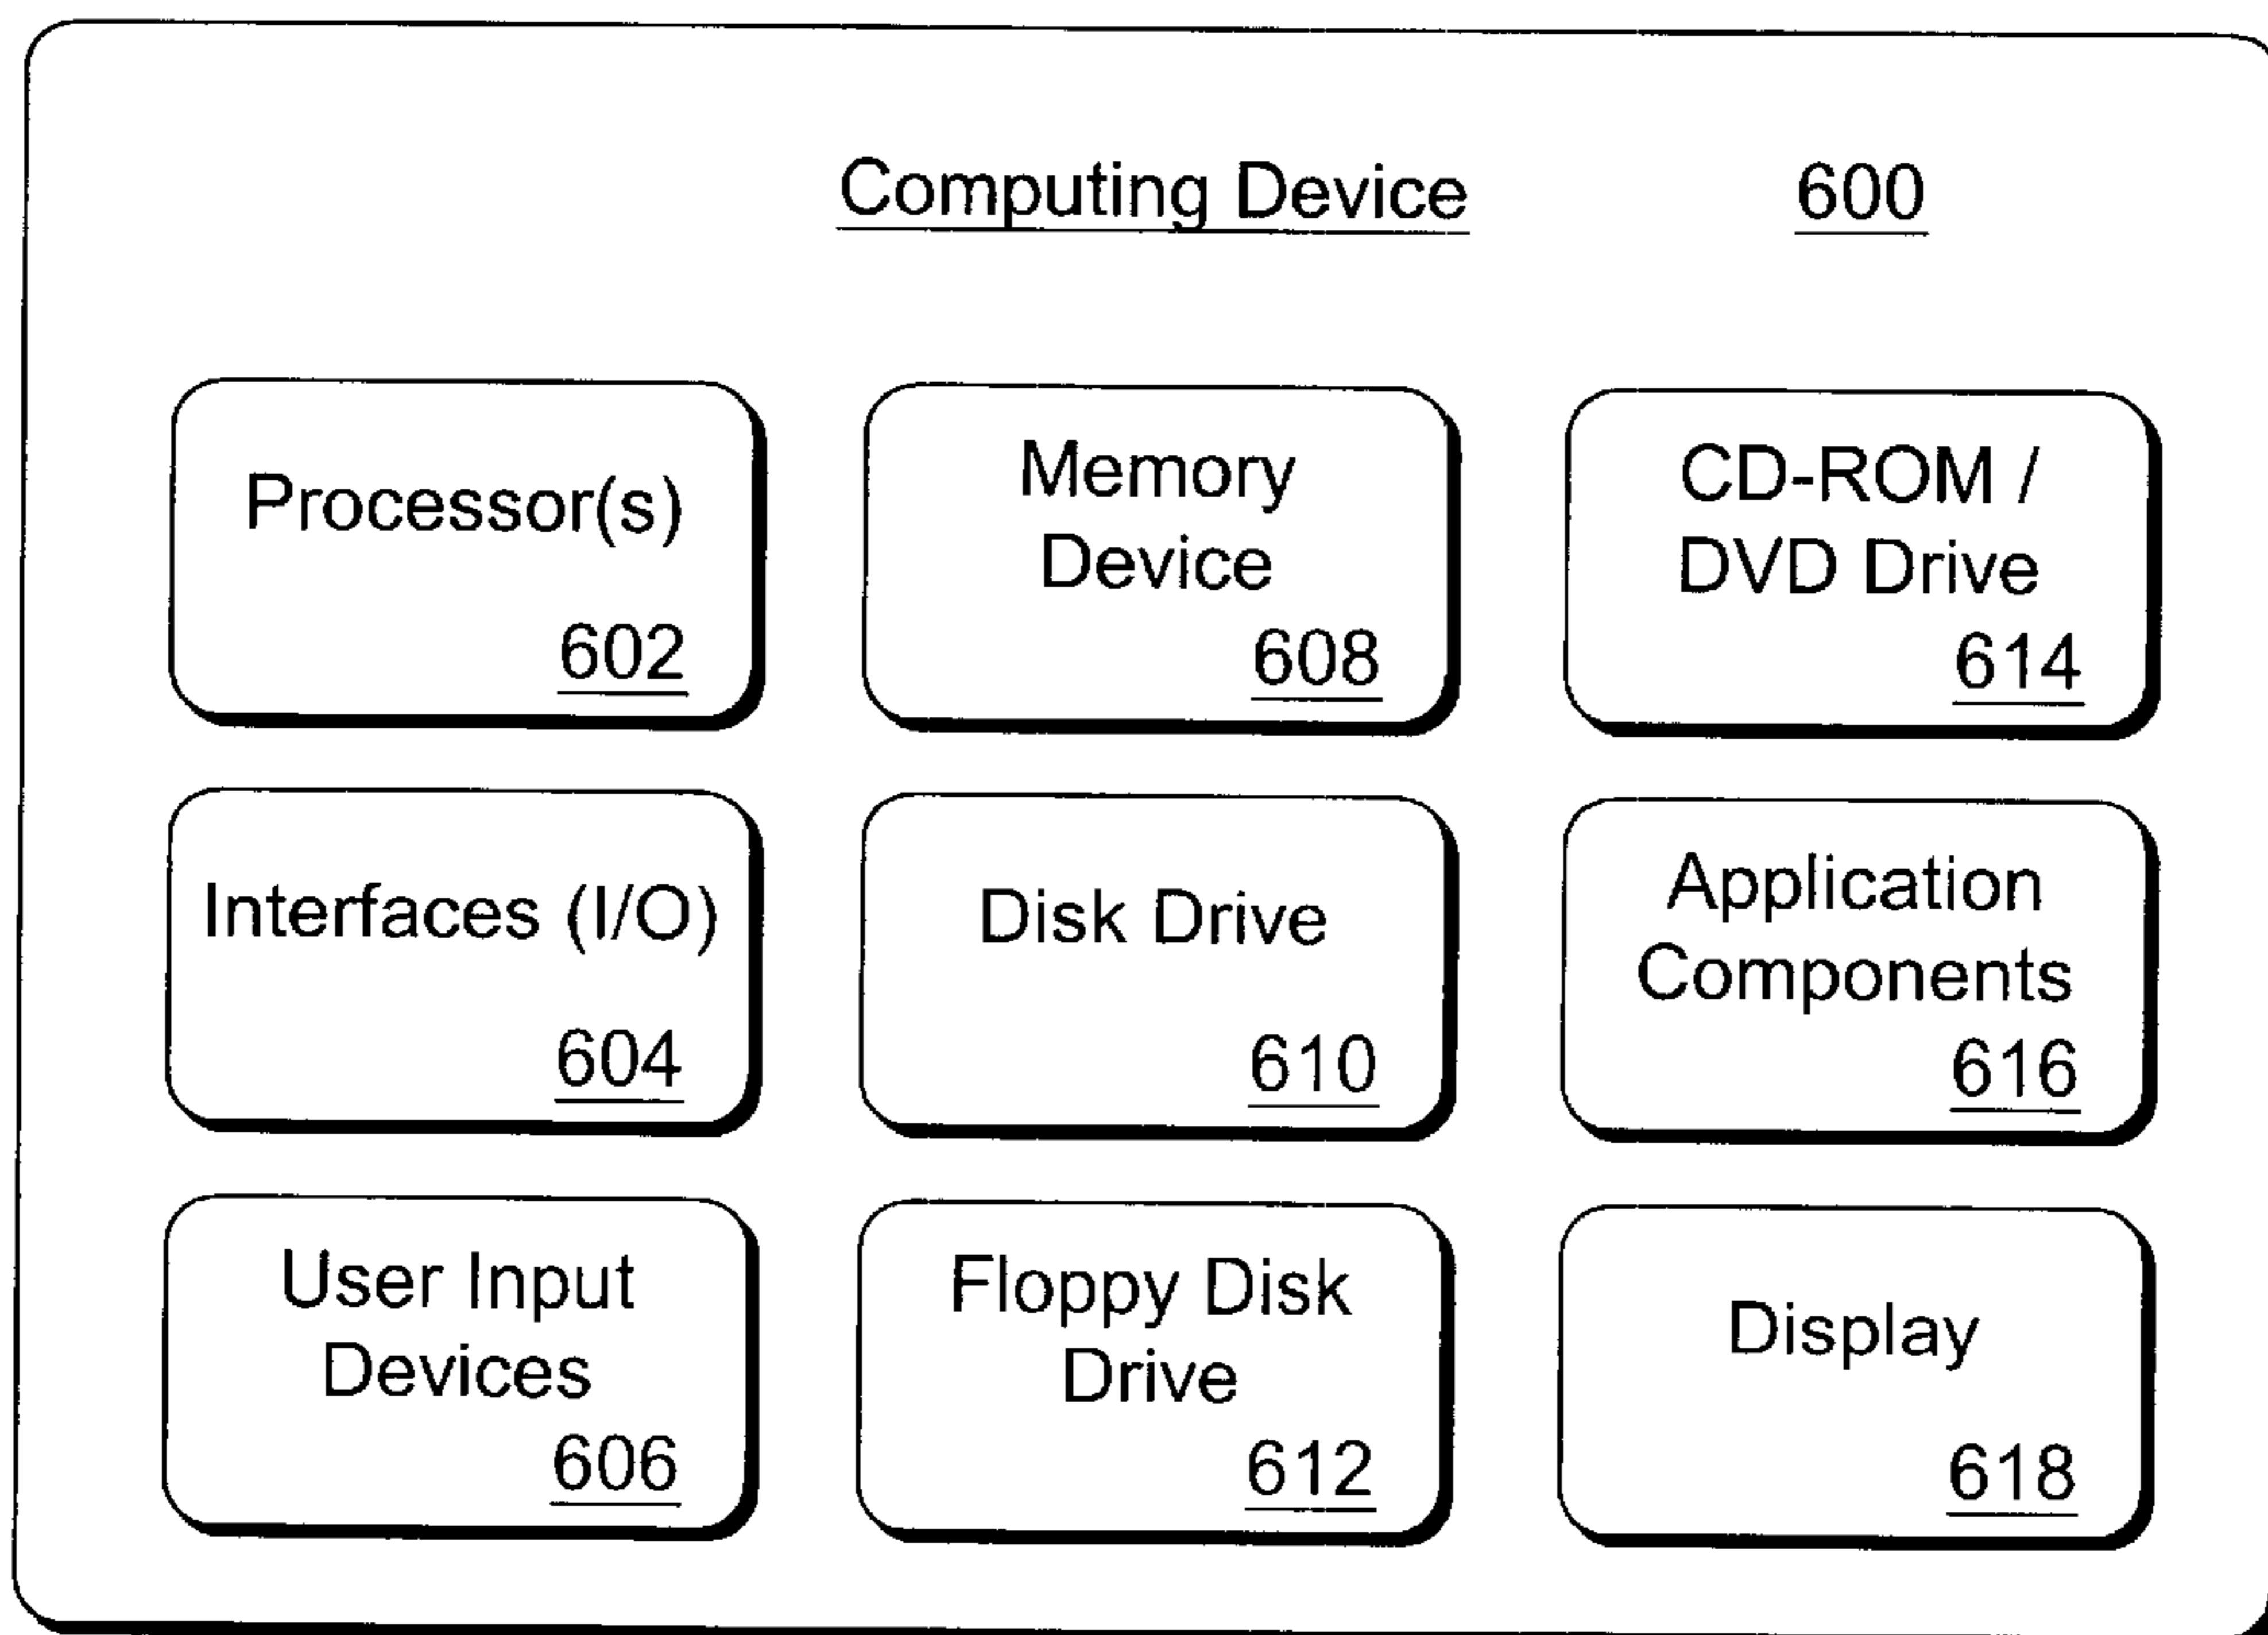 Computing Device 600
Processor(s)
602
Memory
Device
608
CD-ROM /
DVD Drive
614
Interfaces (I/O)
604
Disk Drive
610
Application
Components
616
User Input
Devices
606
Floppy Disk
Drive
612
Display
618